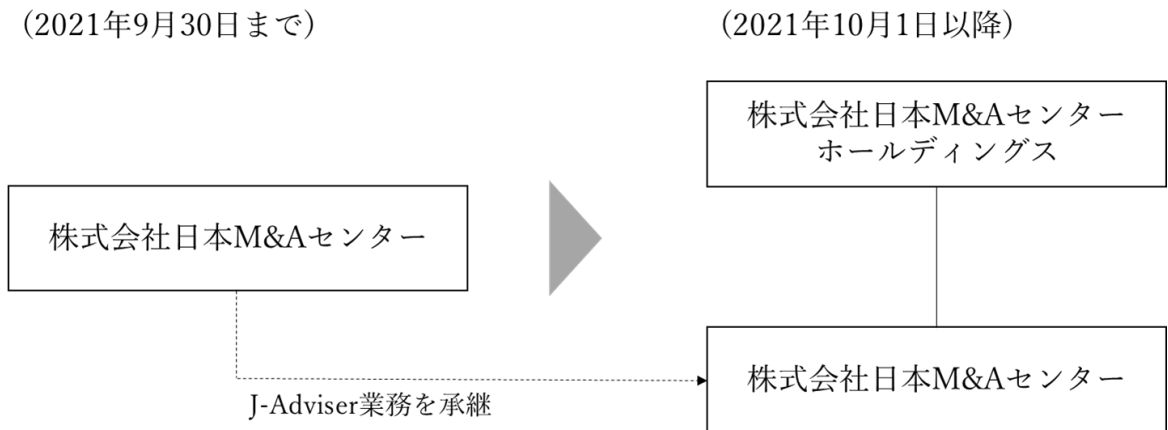 (2021年9月30日まで)
(2021年10月1日以降)
株式会社日本M&Aセンター
ホールディングス
株式会社日本M&Aセンター
株式会社日本M&Aセンター
J-Adviser業務を承継